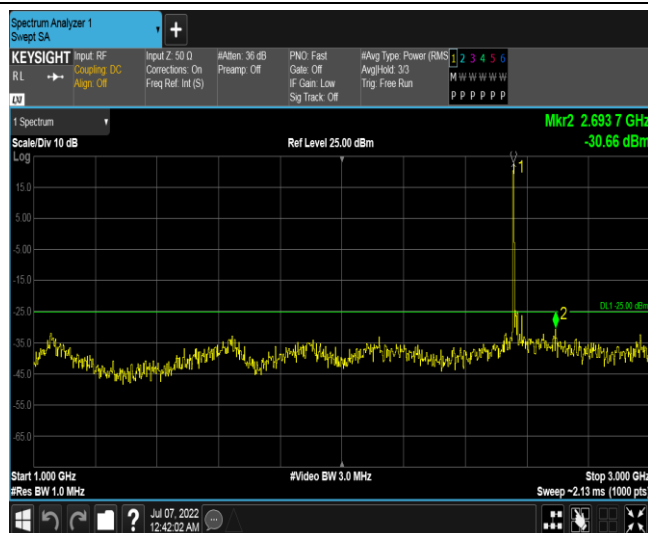 Spectrum Analyzer 1
Swept SA
KEYSIGHT
RL
LXI
Input: RF
Coupling: DC
Align: Off
Input Z: 50 Ω
Corrections: On
Freq Ref: Int (S)
#Atten: 36 dB
Preamp: Off
PNO: Fast
Gate: Off
IF Gain: Low
Sig Track: Off
#Avg Type: Power (RMS
Avg|Hold: 3/3
Trig: Free Run
1 2 3 4 5 6
M W W W W W
P P P P P P
1 Spectrum
Scale/Div 10 dB
Log
Ref Level 25.00 dBm
Mkr2 2.693 7 GHz
-30.66 dBm
1
15.0
5.00
-5.00
-15.0
DL1 -25.00 dBm
2
-25.0
-35.0
-45.0
-55.0
-65.0
Start 1.000 GHz
#Res BW 1.0 MHz
#Video BW 3.0 MHz
Stop 3.000 GHz
Sweep ~2.13 ms (1000 pts)
?
Jul 07, 2022
12:42:02 AM